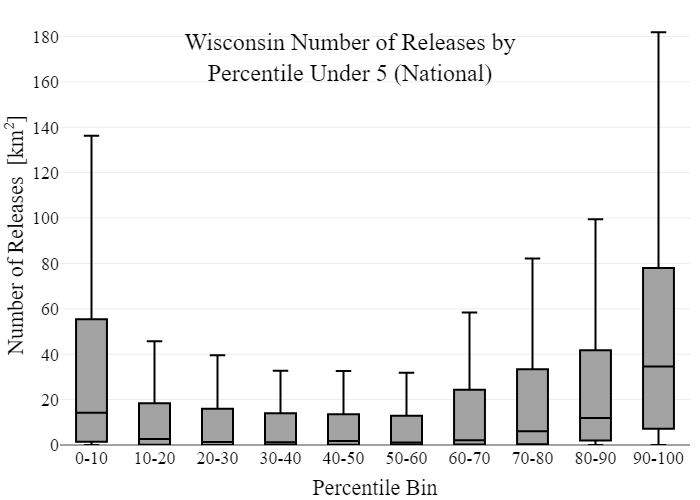 Wisconsin Number of Releases by
Percentile Under 5 (National)
Number of Releases [km²]
180
160
140
120
100
80
60
40
20
0
0-10 10-20 20-30 30-40 40-50 50-60 60-70 70-80 80-90 90-100
Percentile Bin